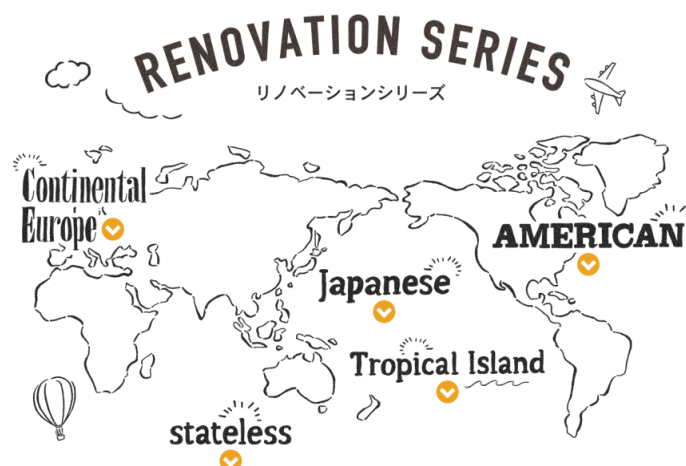 RENOVATION SERIES
リノベーションシリーズ
Continental
Europe
AMERICAN
Japanese
Tropical Island
stateless